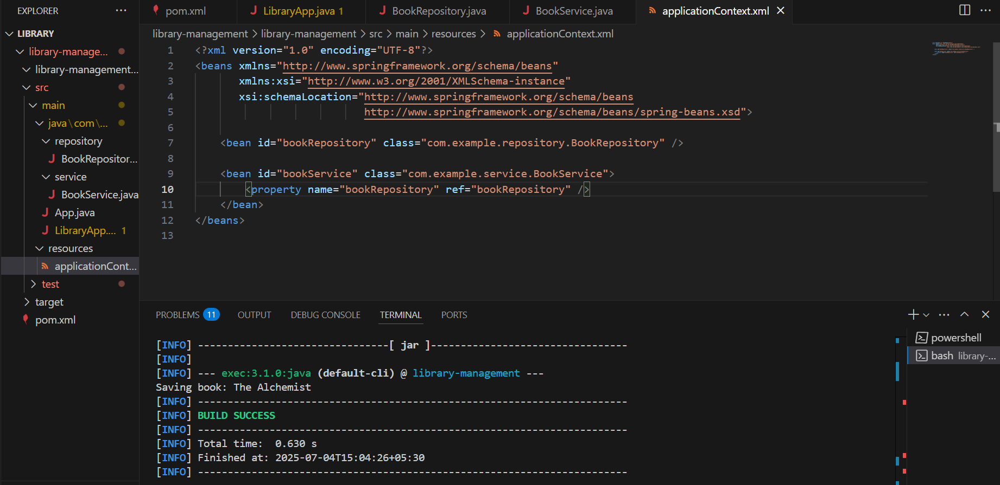 EXPLORER ...
LIBRARY
library-manage...
library-management...
src
main
java\com\...
repository
BookRepositor...
service
BookService.java
App.java
LibraryApp.... 1
resources
applicationCont...
test
target
pom.xml
pom.xml LibraryApp.java 1 BookRepository.java BookService.java applicationContext.xml
library-management > library-management > src > main > resources > applicationContext.xml
1 <?xml version="1.0" encoding="UTF-8"?>
2 <beans xmlns="http://www.springframework.org/schema/beans"
3 xmlns:xsi="http://www.w3.org/2001/XMLSchema-instance"
4 xsi:schemaLocation="http://www.springframework.org/schema/beans
5 http://www.springframework.org/schema/beans/spring-beans.xsd">
6
7 <bean id="bookRepository" class="com.example.repository.BookRepository" />
8
9 <bean id="bookService" class="com.example.service.BookService">
10 <property name="bookRepository" ref="bookRepository" />
11 </bean>
12 </beans>
13
PROBLEMS 11 OUTPUT DEBUG CONSOLE TERMINAL PORTS
[INFO] --------------------------------[ jar ]---------------------------------
[INFO]
[INFO] --- exec:3.1.0:java (default-cli) @ library-management ---
Saving book: The Alchemist
[INFO] ------------------------------------------------------------------------
[INFO] BUILD SUCCESS
[INFO] ------------------------------------------------------------------------
[INFO] Total time:  0.630 s
[INFO] Finished at: 2025-07-04T15:04:26+05:30
[INFO] ------------------------------------------------------------------------
powershell
bash library-...